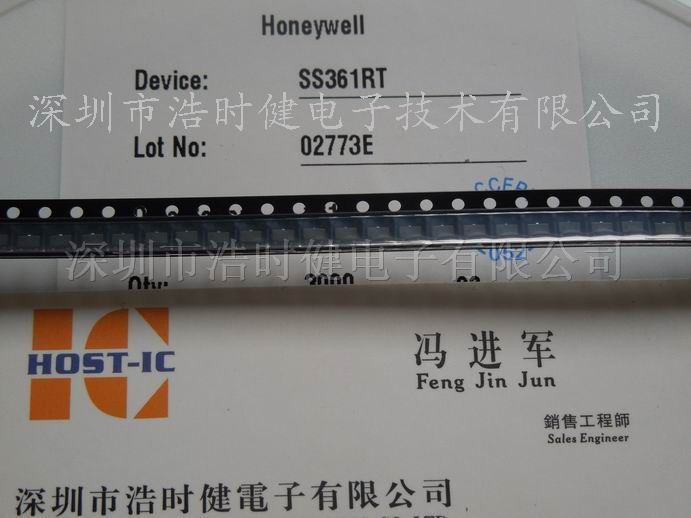 Honeywell
Device: SS361RT
深圳市浩时健电子技术有限公司
Lot No: 02773E
深圳市浩时健电子有限公司
Qty: 3000
HOST-IC
冯进军
Feng Jin Jun
銷售工程師
Sales Engineer
深圳市浩时健電子有限公司